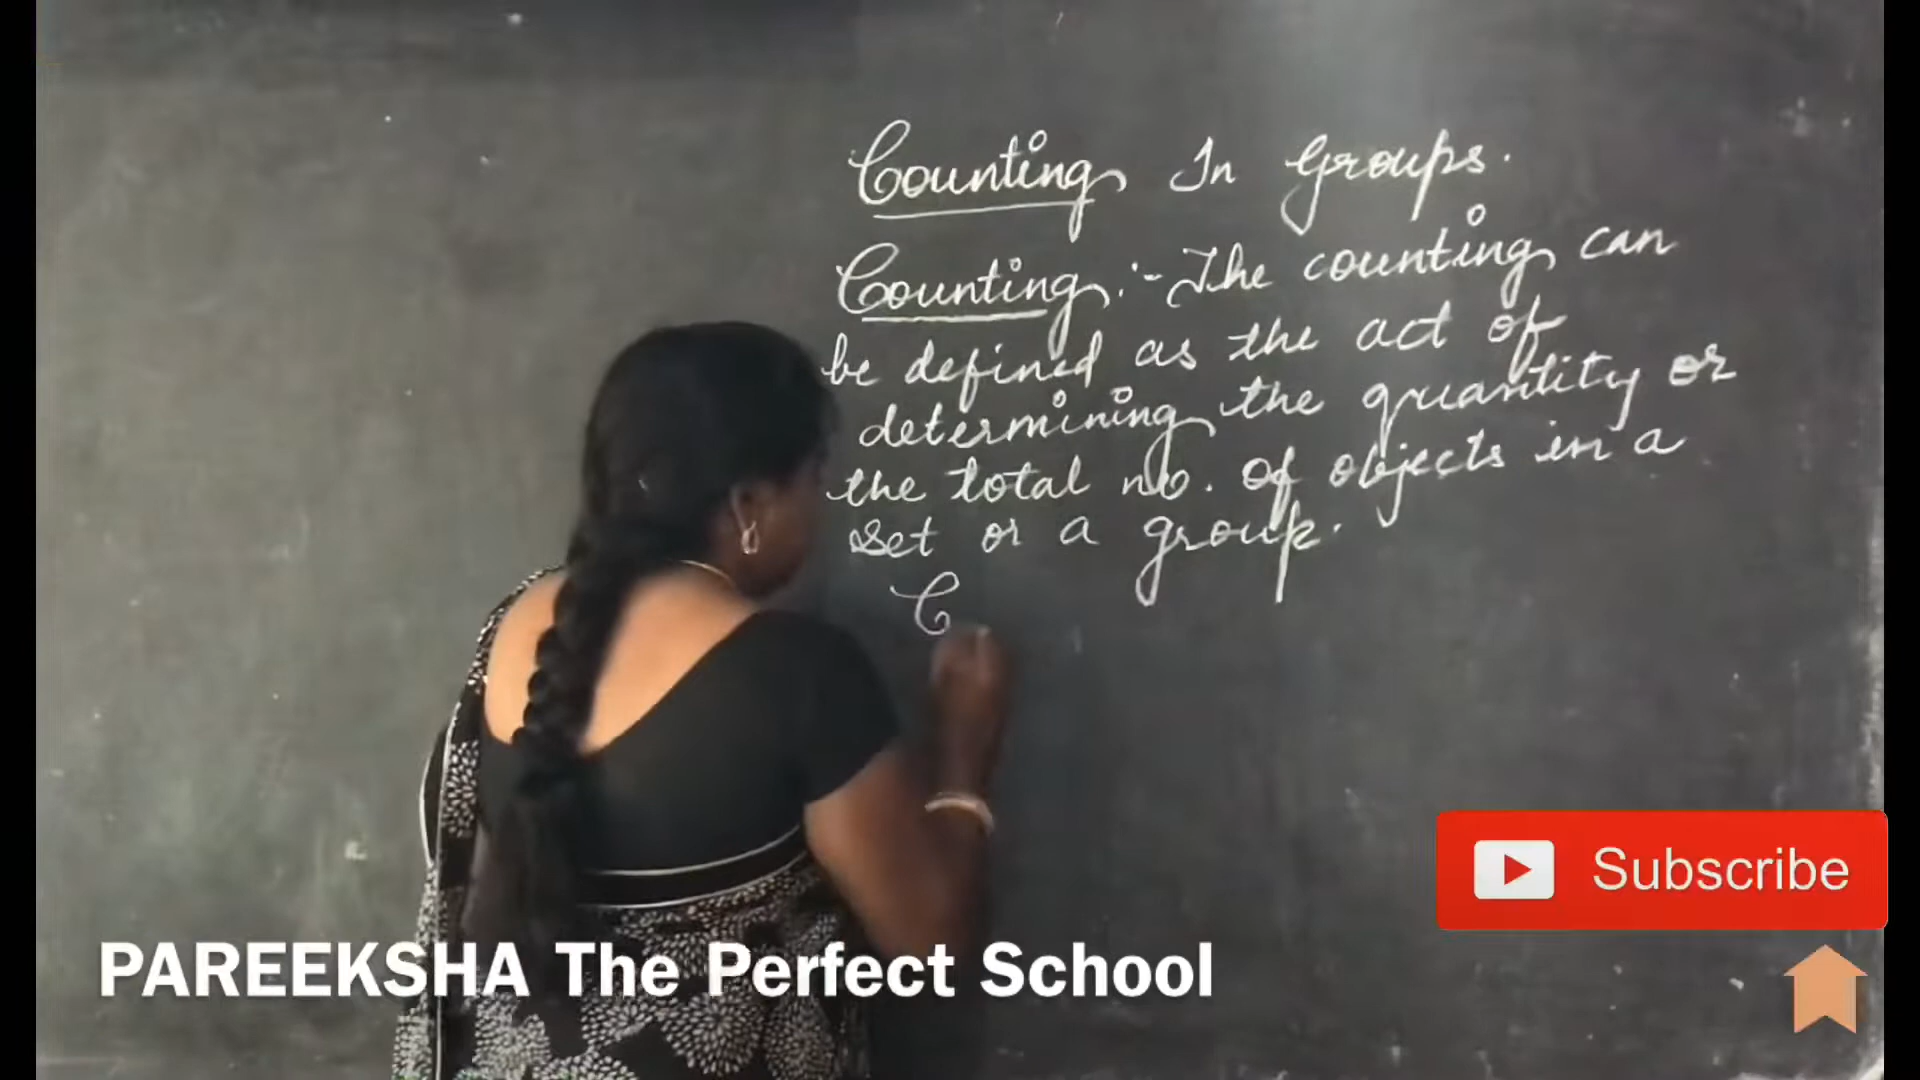 Counting In Groups.
Counting :- The counting can
be defined as the act of
determining the quantity or
the total no. of objects in a
set or a group.
C
Subscribe
PAREEKSHA The Perfect School